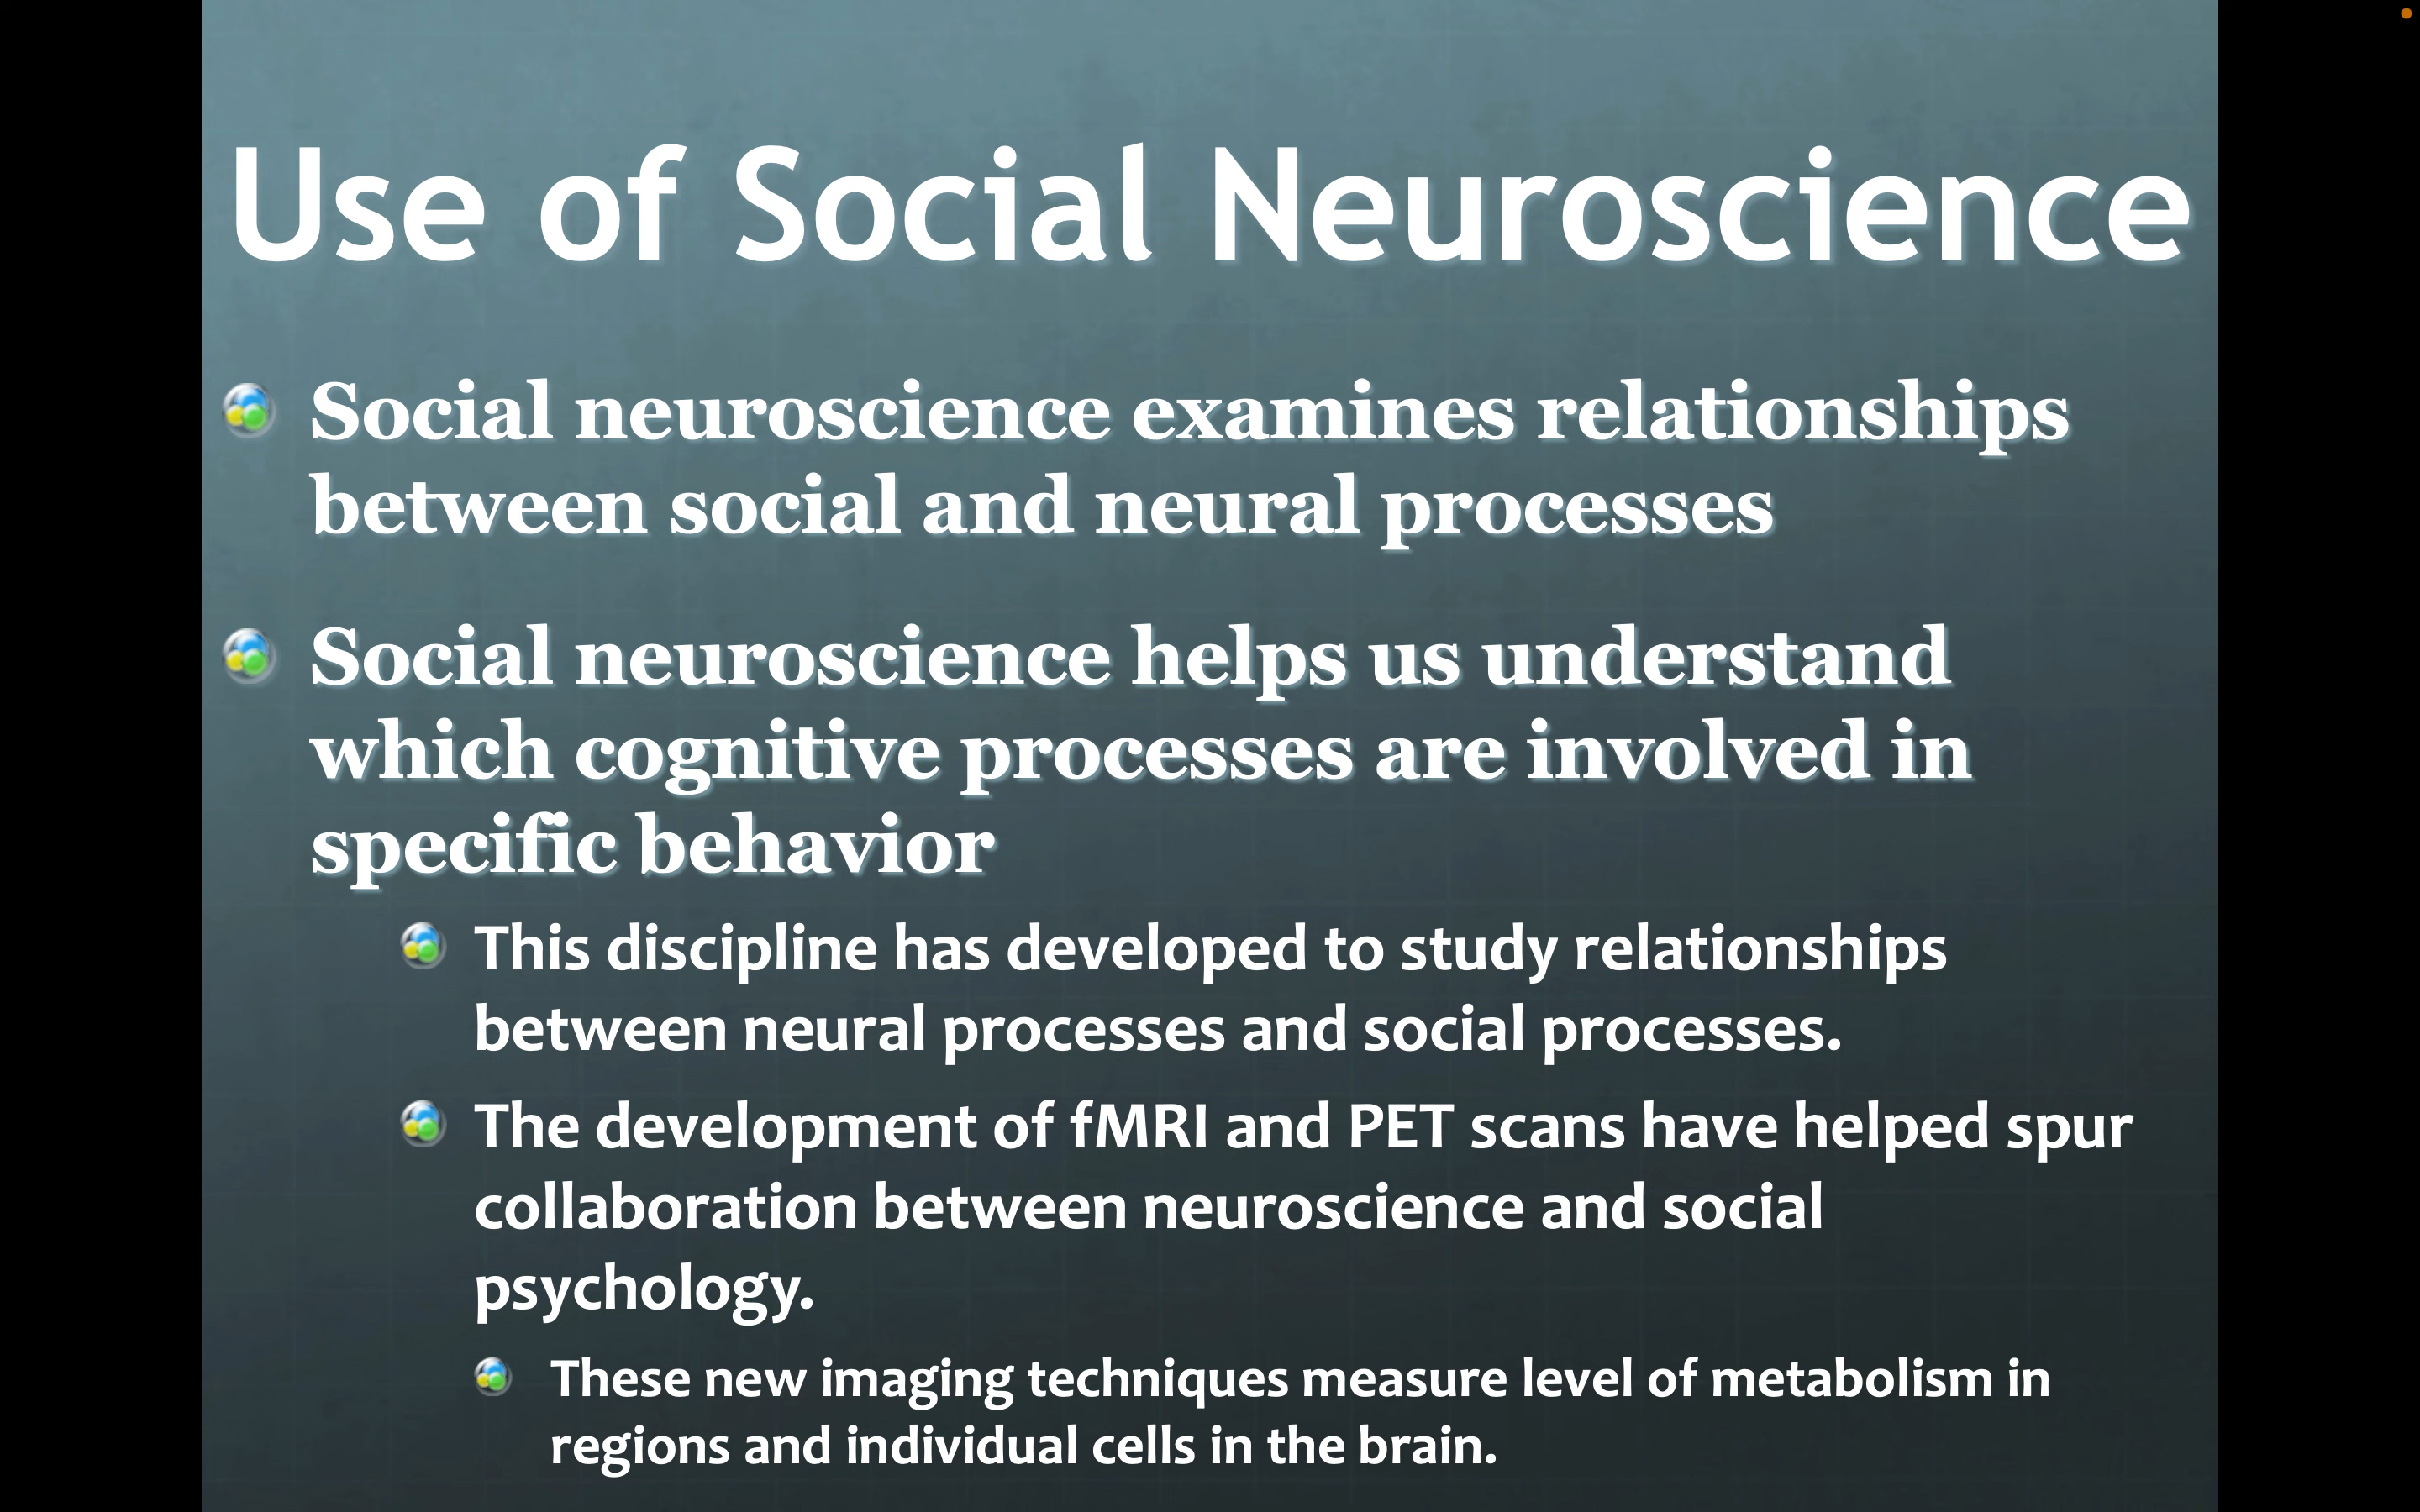 Use of Social Neuroscience
Social neuroscience examines relationships
between social and neural processes
Social neuroscience helps us understand
which cognitive processes are involved in
specific behavior
This discipline has developed to study relationships
between neural processes and social processes.
The development of fMRI and PET scans have helped spur
collaboration between neuroscience and social
psychology.
These new imaging techniques measure level of metabolism in
regions and individual cells in the brain.